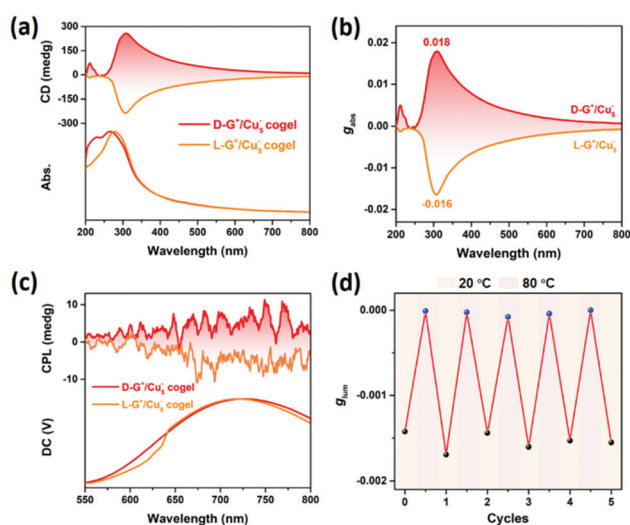 (a)
CD (medg)
300
150
0
-150
-300
D-G⁺/Cu₅⁻ cogel
L-G⁺/Cu₅⁻ cogel
Abs.
200 300 400 500 600 700 800
Wavelength (nm)
(b)
gabs
0.02
0.01
0.00
-0.01
-0.02
0.018
D-G⁺/Cu₅⁻
L-G⁺/Cu₅⁻
-0.016
200 300 400 500 600 700 800
Wavelength (nm)
(c)
CPL (medg)
10
0
-10
D-G⁺/Cu₅⁻ cogel
L-G⁺/Cu₅⁻ cogel
DC (V)
550 600 650 700 750 800
Wavelength (nm)
(d)
20 °C 80 °C
glum
0.000
-0.001
-0.002
0 1 2 3 4 5
Cycles